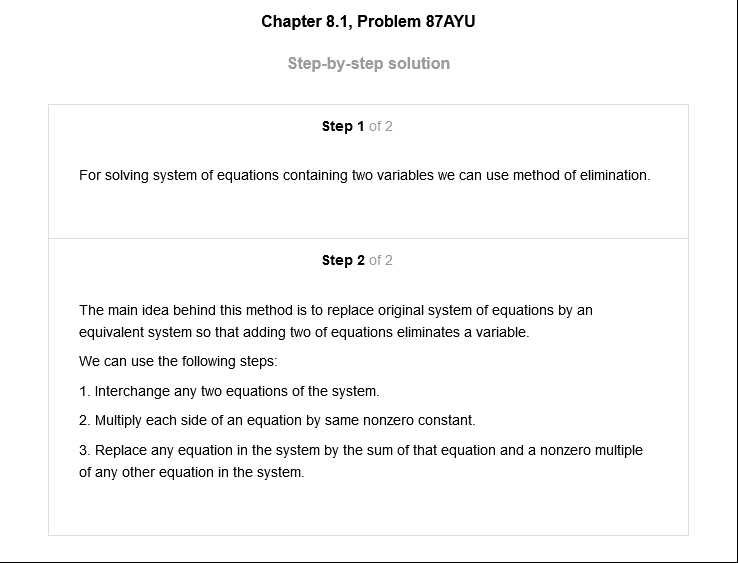 Chapter 8.1, Problem 87AYU
Step-by-step solution
Step 1 of 2
For solving system of equations containing two variables we can use method of elimination.
Step 2 of 2
The main idea behind this method is to replace original system of equations by an
equivalent system so that adding two of equations eliminates a variable.
We can use the following steps:
1. Interchange any two equations of the system.
2. Multiply each side of an equation by same nonzero constant.
3. Replace any equation in the system by the sum of that equation and a nonzero multiple
of any other equation in the system.